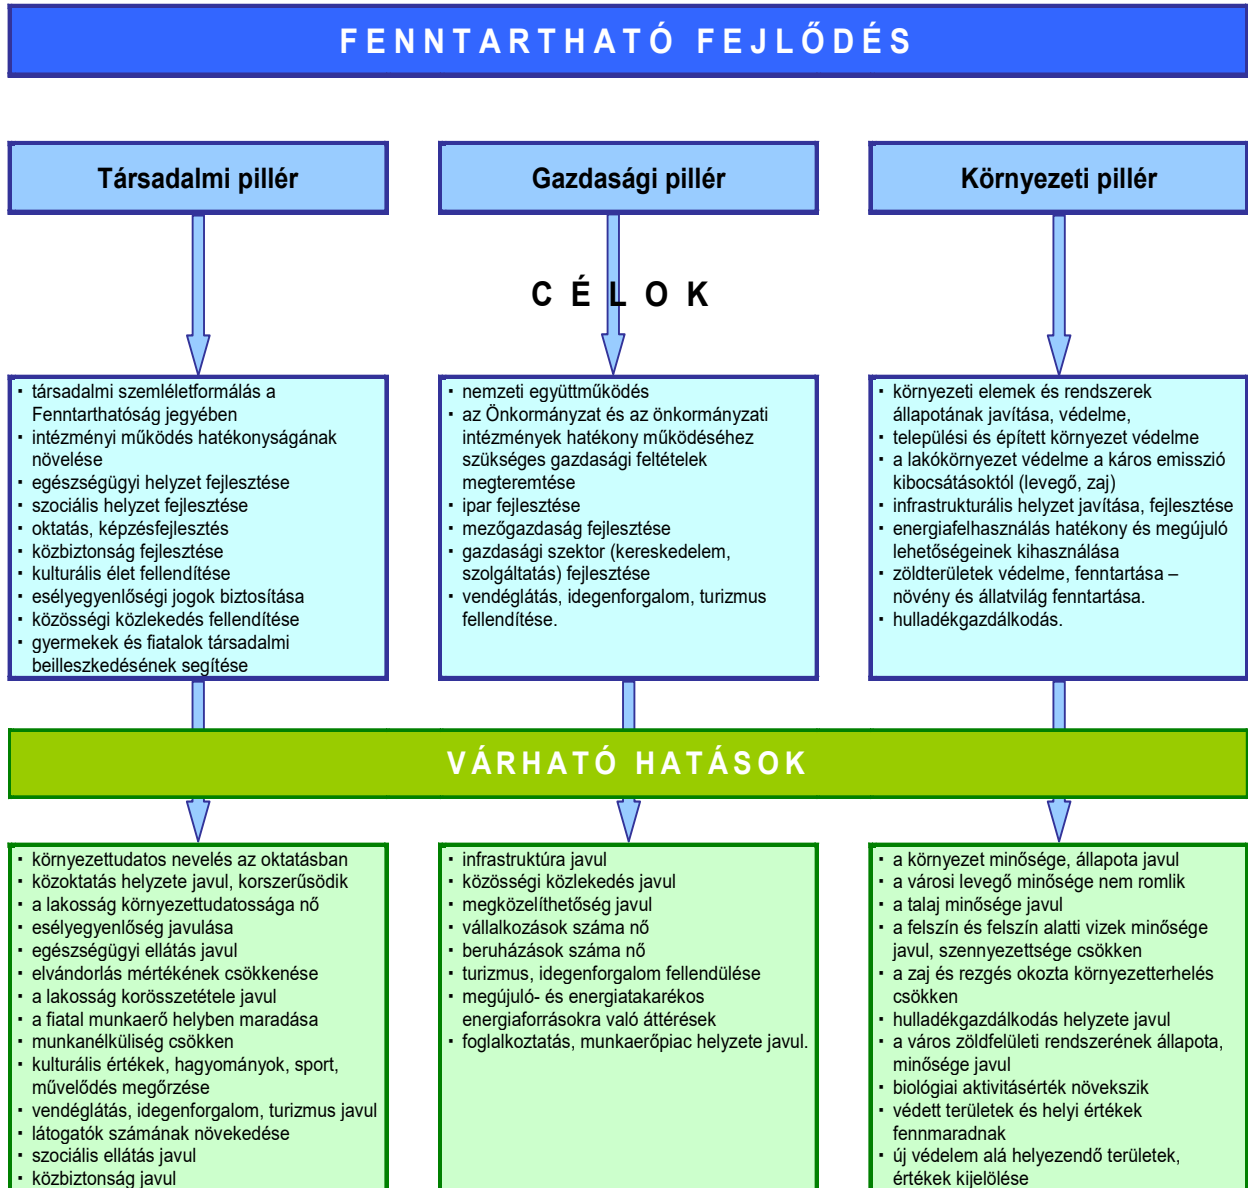 FENNTARTHATÓ FEJLŐDÉS
Társadalmi pillér
Gazdasági pillér
Környezeti pillér
CÉLOK
▪ társadalmi szemléletformálás a
Fenntarthatóság jegyében
▪ intézményi működés hatékonyságának
növelése
▪ egészségügyi helyzet fejlesztése
▪ szociális helyzet fejlesztése
▪ oktatás, képzésfejlesztés
▪ közbiztonság fejlesztése
▪ kulturális élet fellendítése
▪ esélyegyenlőségi jogok biztosítása
▪ közösségi közlekedés fellendítése
▪ gyermekek és fiatalok társadalmi
beilleszkedésének segítése
▪ nemzeti együttműködés
▪ az Önkormányzat és az önkormányzati
intézmények hatékony működéséhez
szükséges gazdasági feltételek
megteremtése
▪ ipar fejlesztése
▪ mezőgazdaság fejlesztése
▪ gazdasági szektor (kereskedelem,
szolgáltatás) fejlesztése
▪ vendéglátás, idegenforgalom, turizmus
fellendítése.
▪ környezeti elemek és rendszerek
állapotának javítása, védelme,
▪ települési és épített környezet védelme
▪ a lakókörnyezet védelme a káros emisszió
kibocsátásoktól (levegő, zaj)
▪ infrastrukturális helyzet javítása, fejlesztése
▪ energiafelhasználás hatékony és megújuló
lehetőségeinek kihasználása
▪ zöldterületek védelme, fenntartása –
növény és állatvilág fenntartása.
▪ hulladékgazdálkodás.
VÁRHATÓ HATÁSOK
▪ környezettudatos nevelés az oktatásban
▪ közoktatás helyzete javul, korszerűsödik
▪ a lakosság környezettudatossága nő
▪ esélyegyenlőség javulása
▪ egészségügyi ellátás javul
▪ elvándorlás mértékének csökkenése
▪ a lakosság korösszetétele javul
▪ a fiatal munkaerő helyben maradása
▪ munkanélküliség csökken
▪ kulturális értékek, hagyományok, sport,
művelődés megőrzése
▪ vendéglátás, idegenforgalom, turizmus javul
▪ látogatók számának növekedése
▪ szociális ellátás javul
▪ közbiztonság javul
▪ infrastruktúra javul
▪ közösségi közlekedés javul
▪ megközelíthetőség javul
▪ vállalkozások száma nő
▪ beruházások száma nő
▪ turizmus, idegenforgalom fellendülése
▪ megújuló- és energiatakarékos
energiaforrásokra való áttérések
▪ foglalkoztatás, munkaerőpiac helyzete javul.
▪ a környezet minősége, állapota javul
▪ a városi levegő minősége nem romlik
▪ a talaj minősége javul
▪ a felszín és felszín alatti vizek minősége
javul, szennyezettsége csökken
▪ a zaj és rezgés okozta környezetterhelés
csökken
▪ hulladékgazdálkodás helyzete javul
▪ a város zöldfelületi rendszerének állapota,
minősége javul
▪ biológiai aktivitásérték növekszik
▪ védett területek és helyi értékek
fennmaradnak
▪ új védelem alá helyezendő területek,
értékek kijelölése